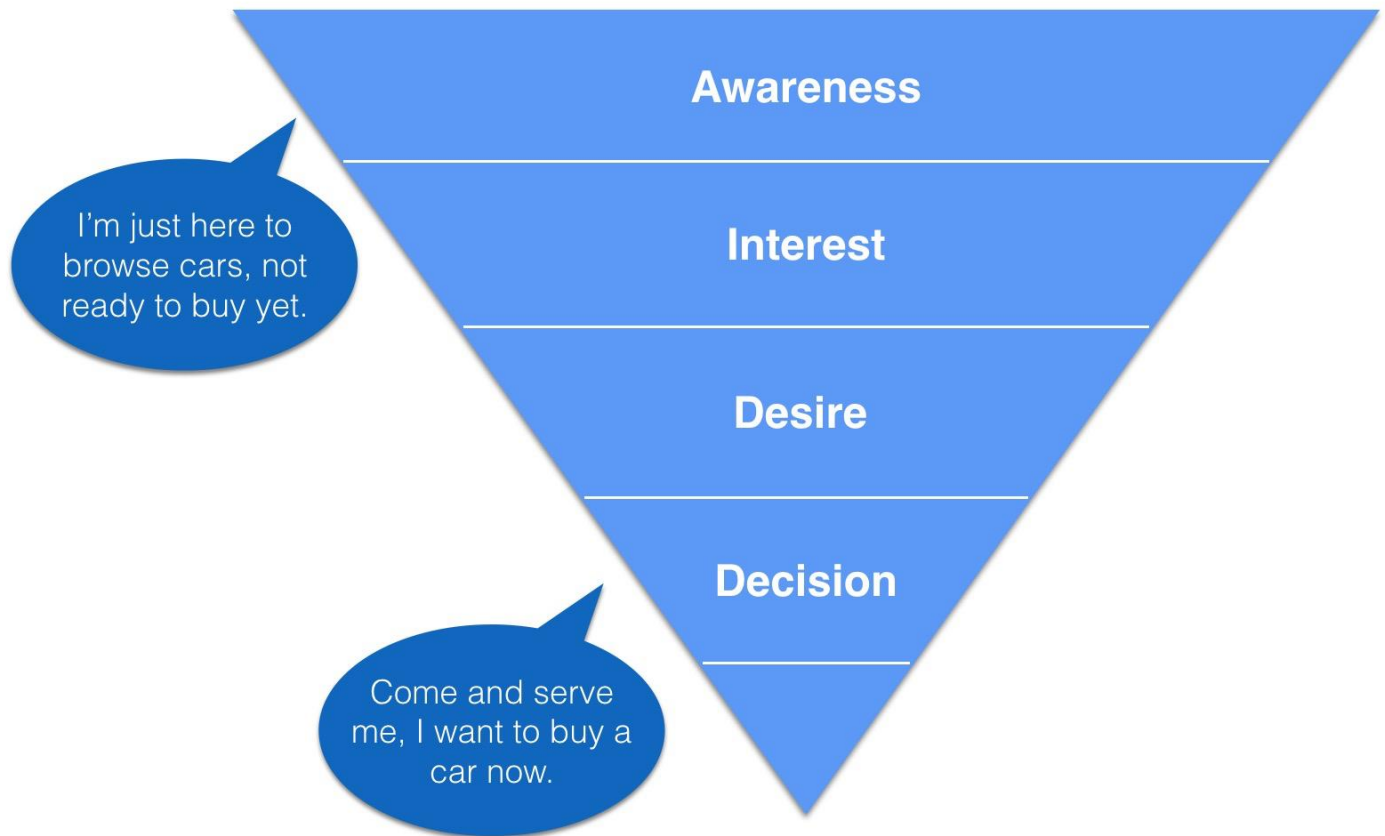 Awareness
I’m just here to
browse cars, not
ready to buy yet.
Interest
Desire
Decision
Come and serve
me, I want to buy a
car now.